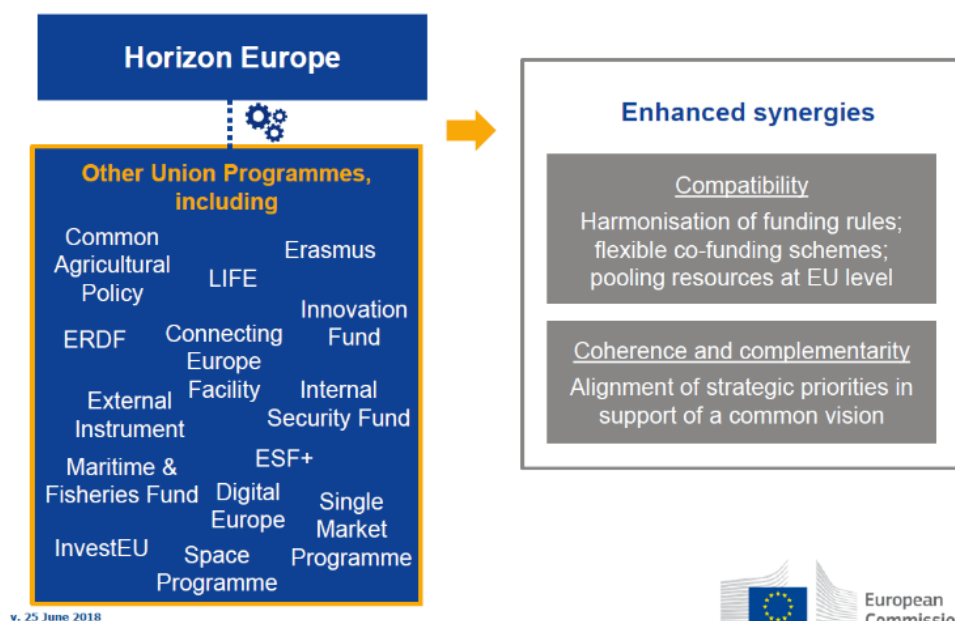 Horizon Europe
Other Union Programmes,
including
Common
Agricultural
Policy
LIFE
Erasmus
ERDF
Connecting
Europe
Facility
Innovation
Fund
External
Instrument
Internal
Security Fund
Maritime &
Fisheries Fund
ESF+
Digital
Europe
Single
Market
Programme
InvestEU
Space
Programme
Enhanced synergies
Compatibility
Harmonisation of funding rules;
flexible co-funding schemes;
pooling resources at EU level
Coherence and complementarity
Alignment of strategic priorities in
support of a common vision
v. 25 June 2018
European
Commissio